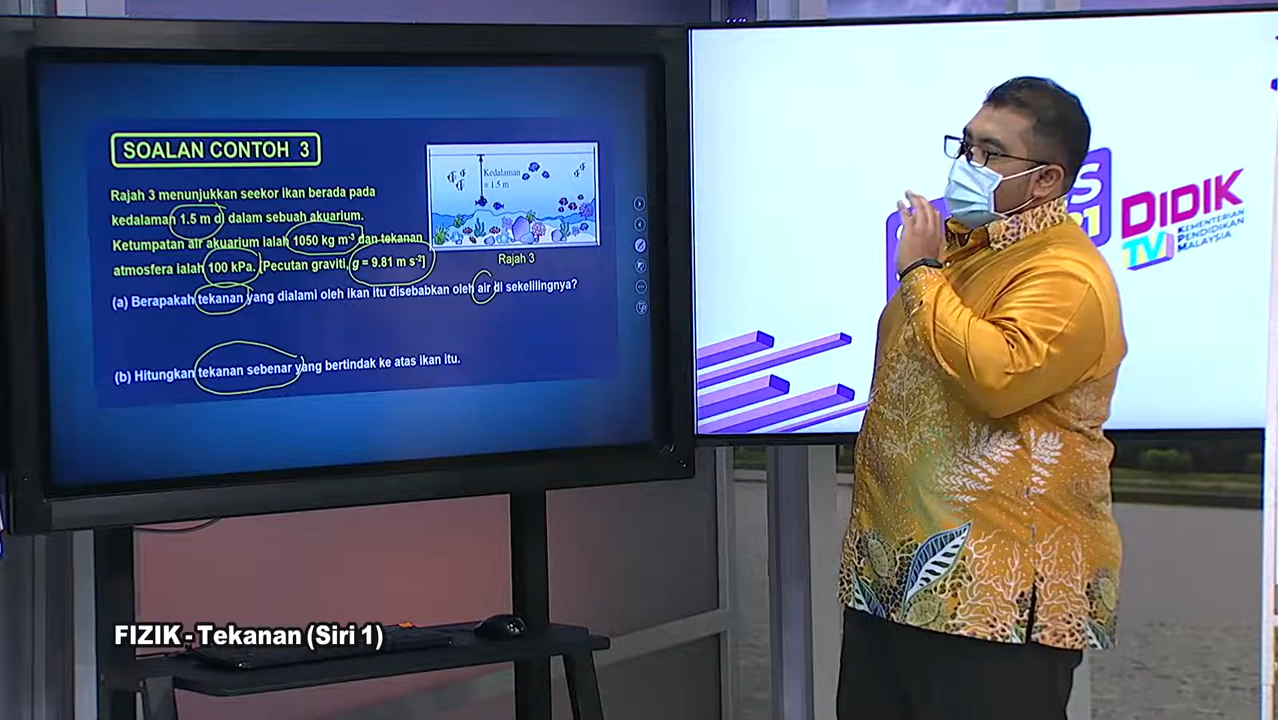 SOALAN CONTOH 3
Rajah 3 menunjukkan seekor ikan berada pada
kedalaman 1.5 m di dalam sebuah akuarium.
Ketumpatan air akuarium ialah 1050 kg m⁻³ dan tekanan
atmosfera ialah 100 kPa. [Pecutan graviti, g = 9.81 m s⁻²]
Kedalaman
= 1.5 m
Rajah 3
(a) Berapakah tekanan yang dialami oleh ikan itu disebabkan oleh air di sekelilingnya?
(b) Hitungkan tekanan sebenar yang bertindak ke atas ikan itu.
DIDIK
TV
KEMENTERIAN
PENDIDIKAN
MALAYSIA
FIZIK - Tekanan (Siri 1)